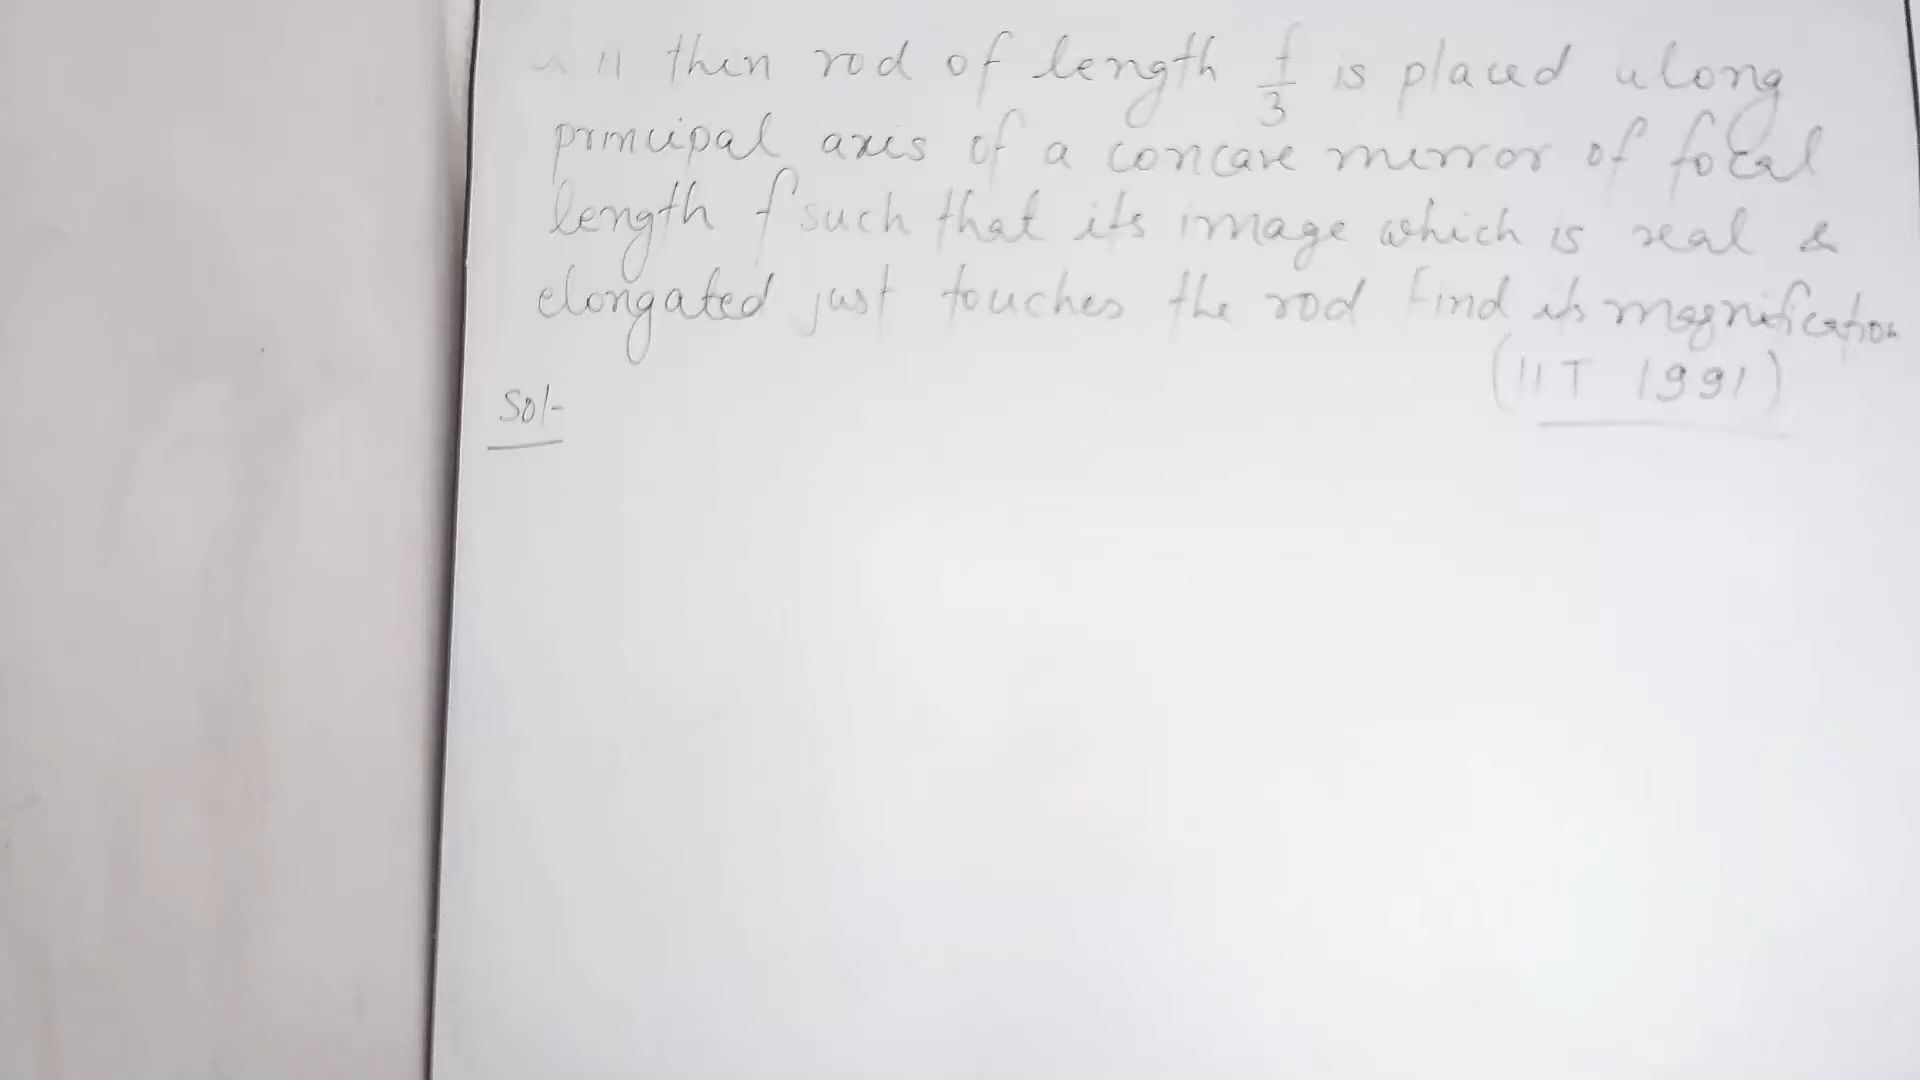 thin rod of length f/3 is placed along
principal axis of a concave mirror of focal
length f such that its image which is real &
elongated just touches the rod Find its magnification
(IIT 1991)
Sol-